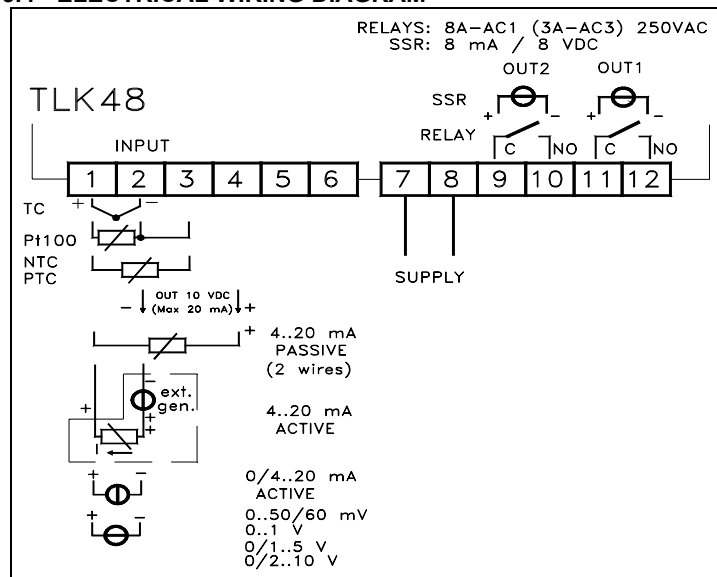 RELAYS: 8A-AC1 (3A-AC3) 250VAC
SSR: 8 mA / 8 VDC
OUT2 OUT1
TLK48
SSR + - + -
RELAY
INPUT C NO C NO
1 2 3 4 5 6 7 8 9 10 11 12
TC + -
Pt100
NTC
PTC
SUPPLY
OUT 10 VDC
- (Max 20 mA) +
+ 4..20 mA
PASSIVE
(2 wires)
-
ext.
+ gen. 4..20 mA
+ ACTIVE
+
I
+ - 0/4..20 mA
ACTIVE
+ - 0..50/60 mV
0..1 V
0/1..5 V
0/2..10 V